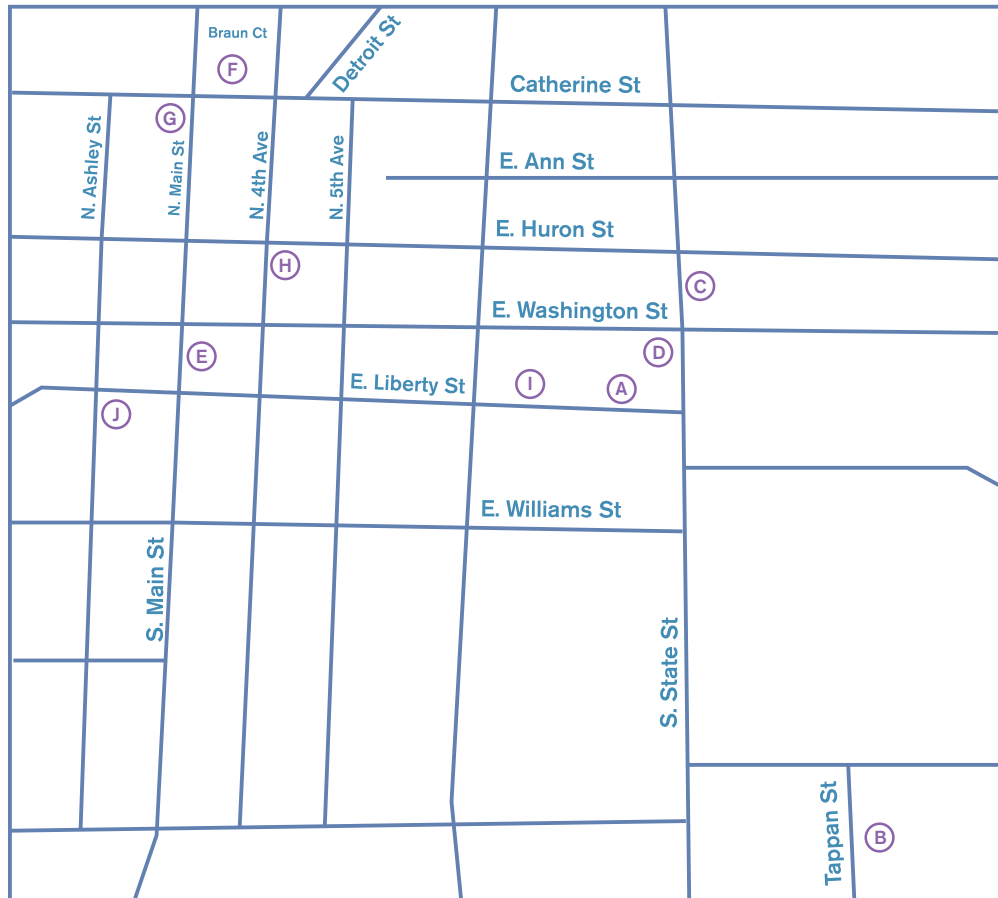 Braun Ct
Detroit St
F
Catherine St
G
N. Ashley St
N. Main St
N. 4th Ave
N. 5th Ave
E. Ann St
E. Huron St
H
C
E. Washington St
E
D
E. Liberty St
I
A
J
E. Williams St
S. Main St
S. State St
Tappan St
B